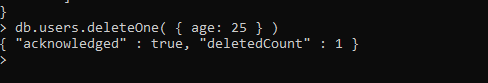 }
> db.users.deleteOne( { age: 25 } )
{ "acknowledged" : true, "deletedCount" : 1 }
>